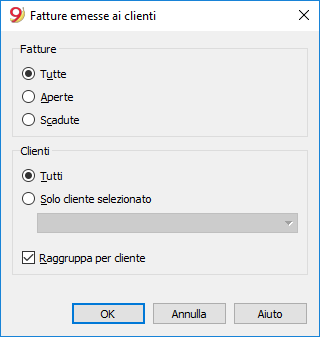 Fatture emesse ai clienti
Fatture
Tutte
Aperte
Scadute
Clienti
Tutti
Solo cliente selezionato
Raggruppa per cliente
OK
Annulla
Aiuto